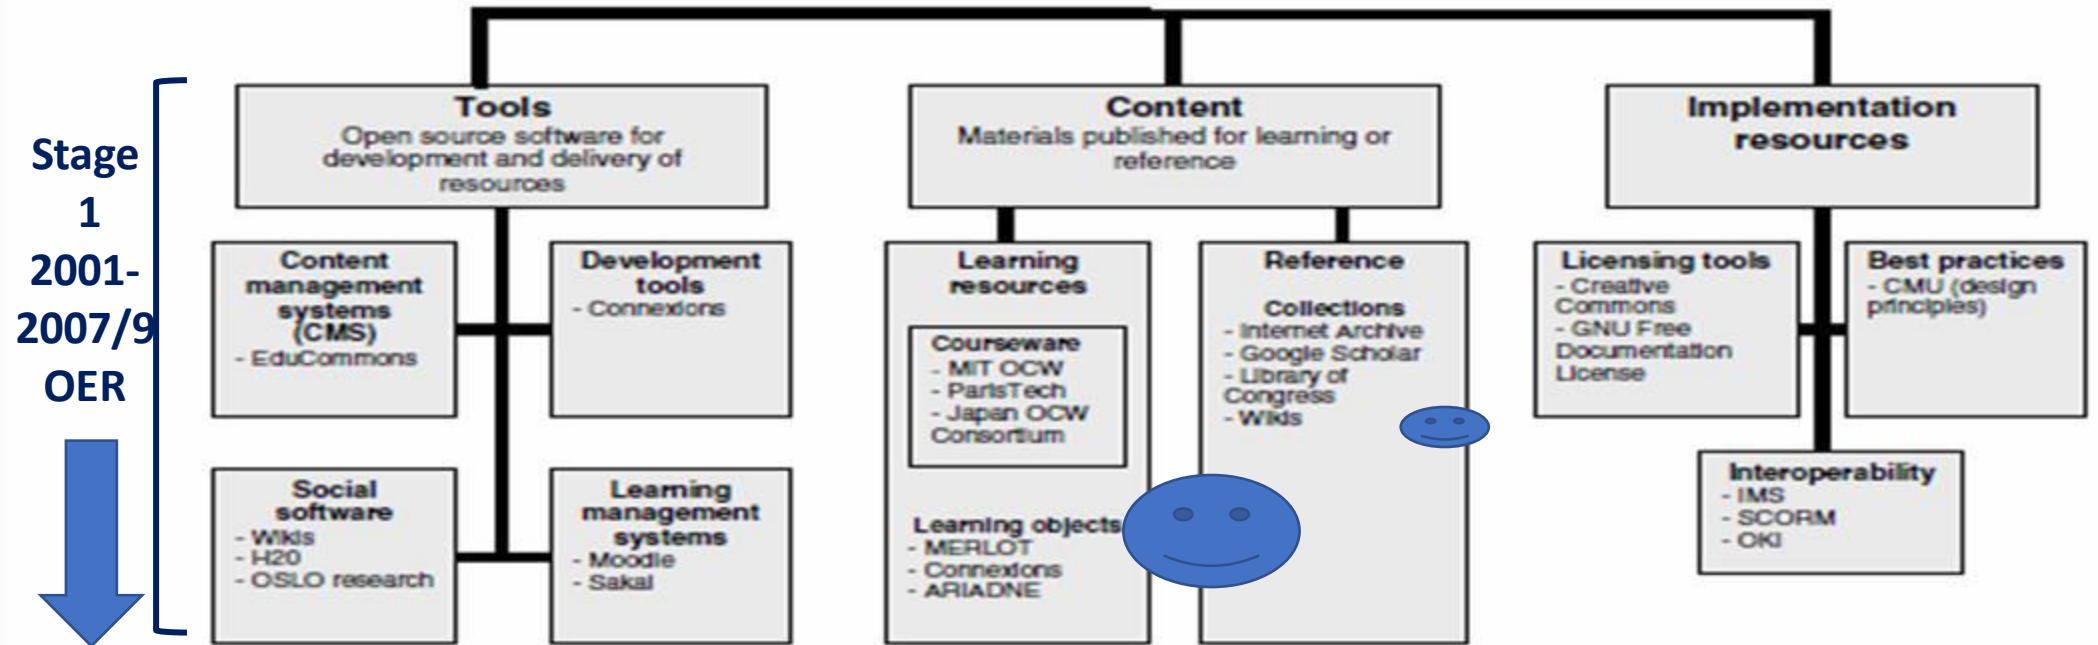 Stage
1
2001-
2007/9
OER
Tools
Open source software for
development and delivery of
resources
Content
Materials published for learning or
reference
Implementation
resources
Content
management
systems
(CMS)
- EduCommons
Development
tools
- Connexions
Social
software
- Wikis
- H20
- OSLO research
Learning
management
systems
- Moodle
- Sakai
Learning
resources
Courseware
- MIT OCW
- ParisTech
- Japan OCW
Consortium
Learning objects
- MERLOT
- Connexions
- ARIADNE
Reference
Collections
- Internet Archive
- Google Scholar
- Library of
Congress
- Wikis
Licensing tools
- Creative
Commons
- GNU Free
Documentation
License
Best practices
- CMU (design
principles)
Interoperability
- IMS
- SCORM
- OKI